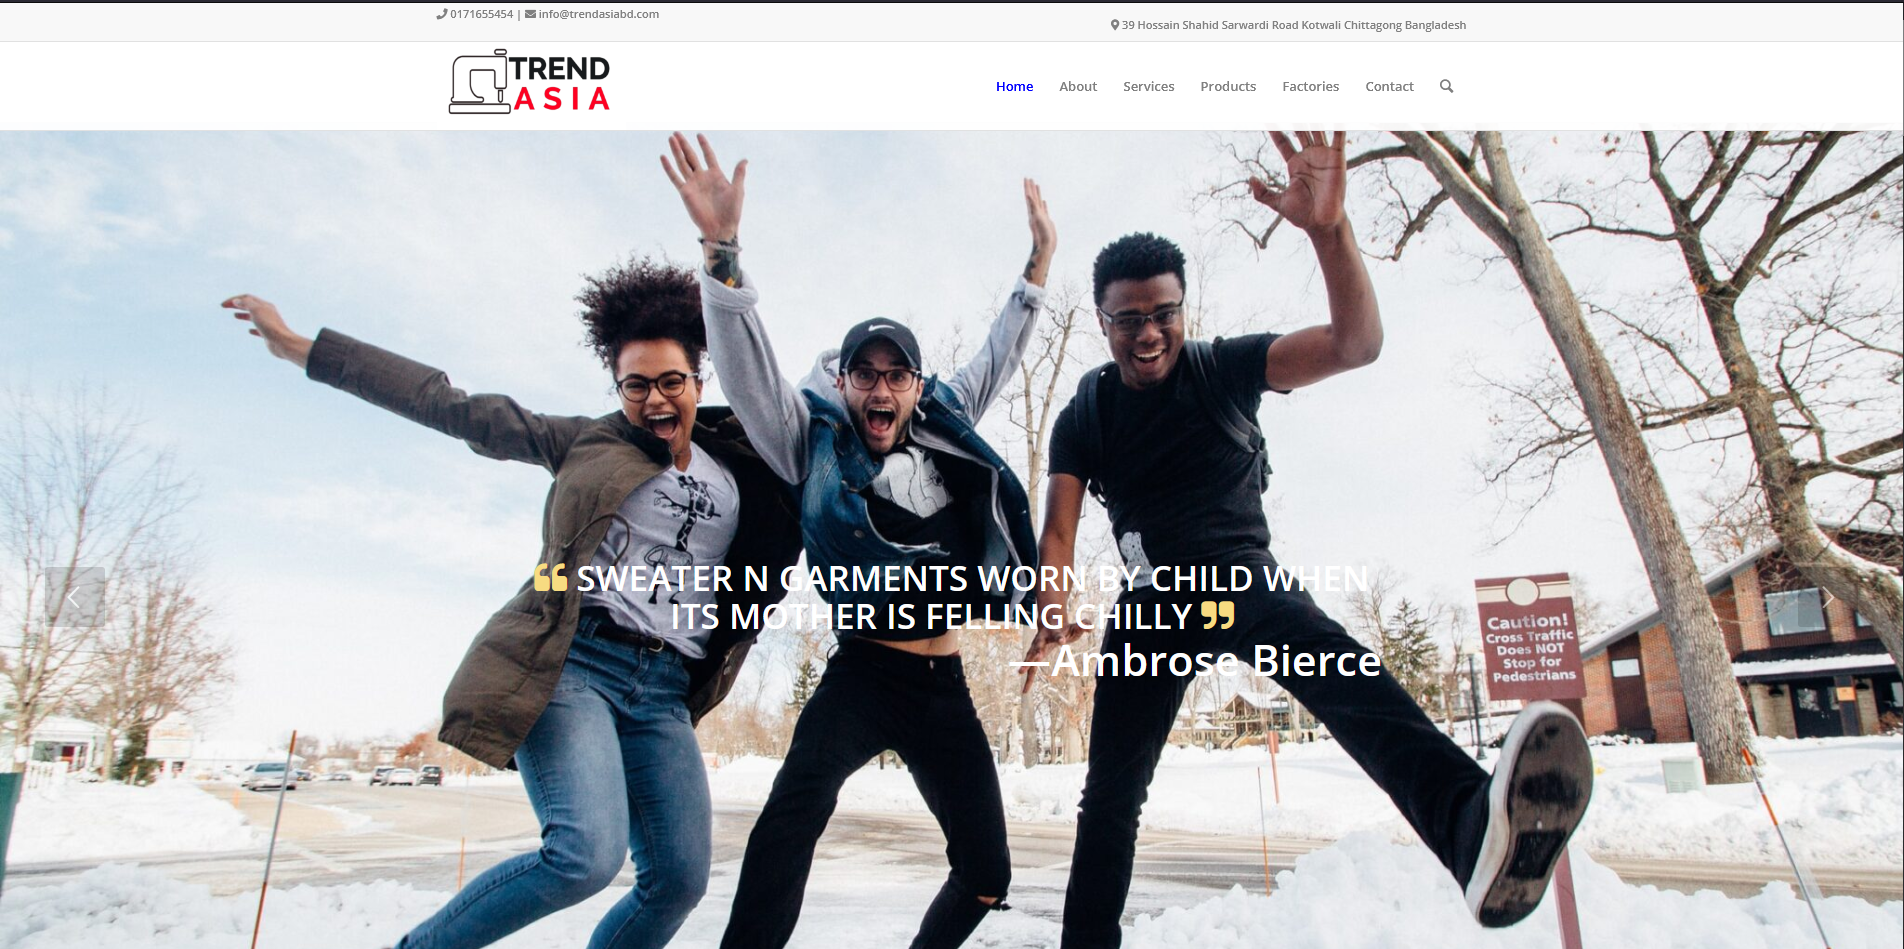 0171655454 | info@trendasiabd.com
39 Hossain Shahid Sarwardi Road Kotwali Chittagong Bangladesh
TREND
ASIA
Home About Services Products Factories Contact
“ SWEATER N GARMENTS WORN BY CHILD WHEN
ITS MOTHER IS FELLING CHILLY ”
—Ambrose Bierce
Caution!
Cross Traffic
Does NOT
Stop for
Pedestrians